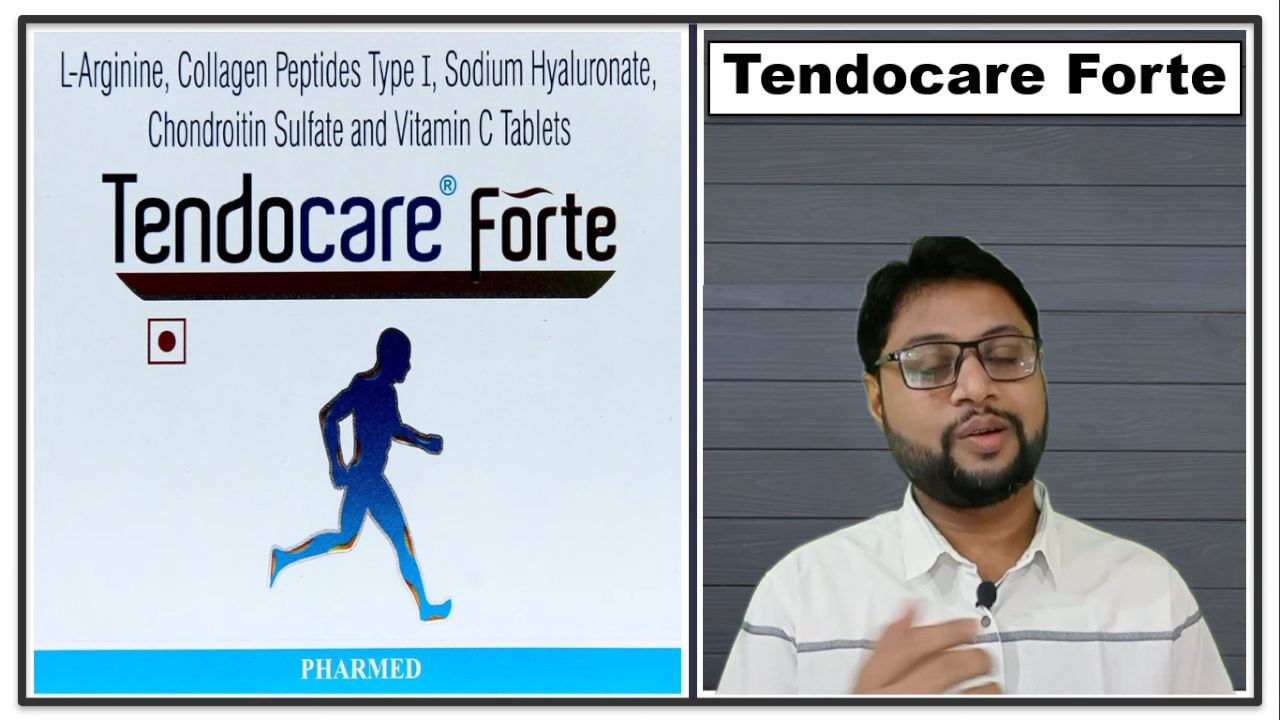 L-Arginine, Collagen Peptides Type I, Sodium Hyaluronate,
Chondroitin Sulfate and Vitamin C Tablets
Tendocare® Forte
PHARMED
Tendocare Forte